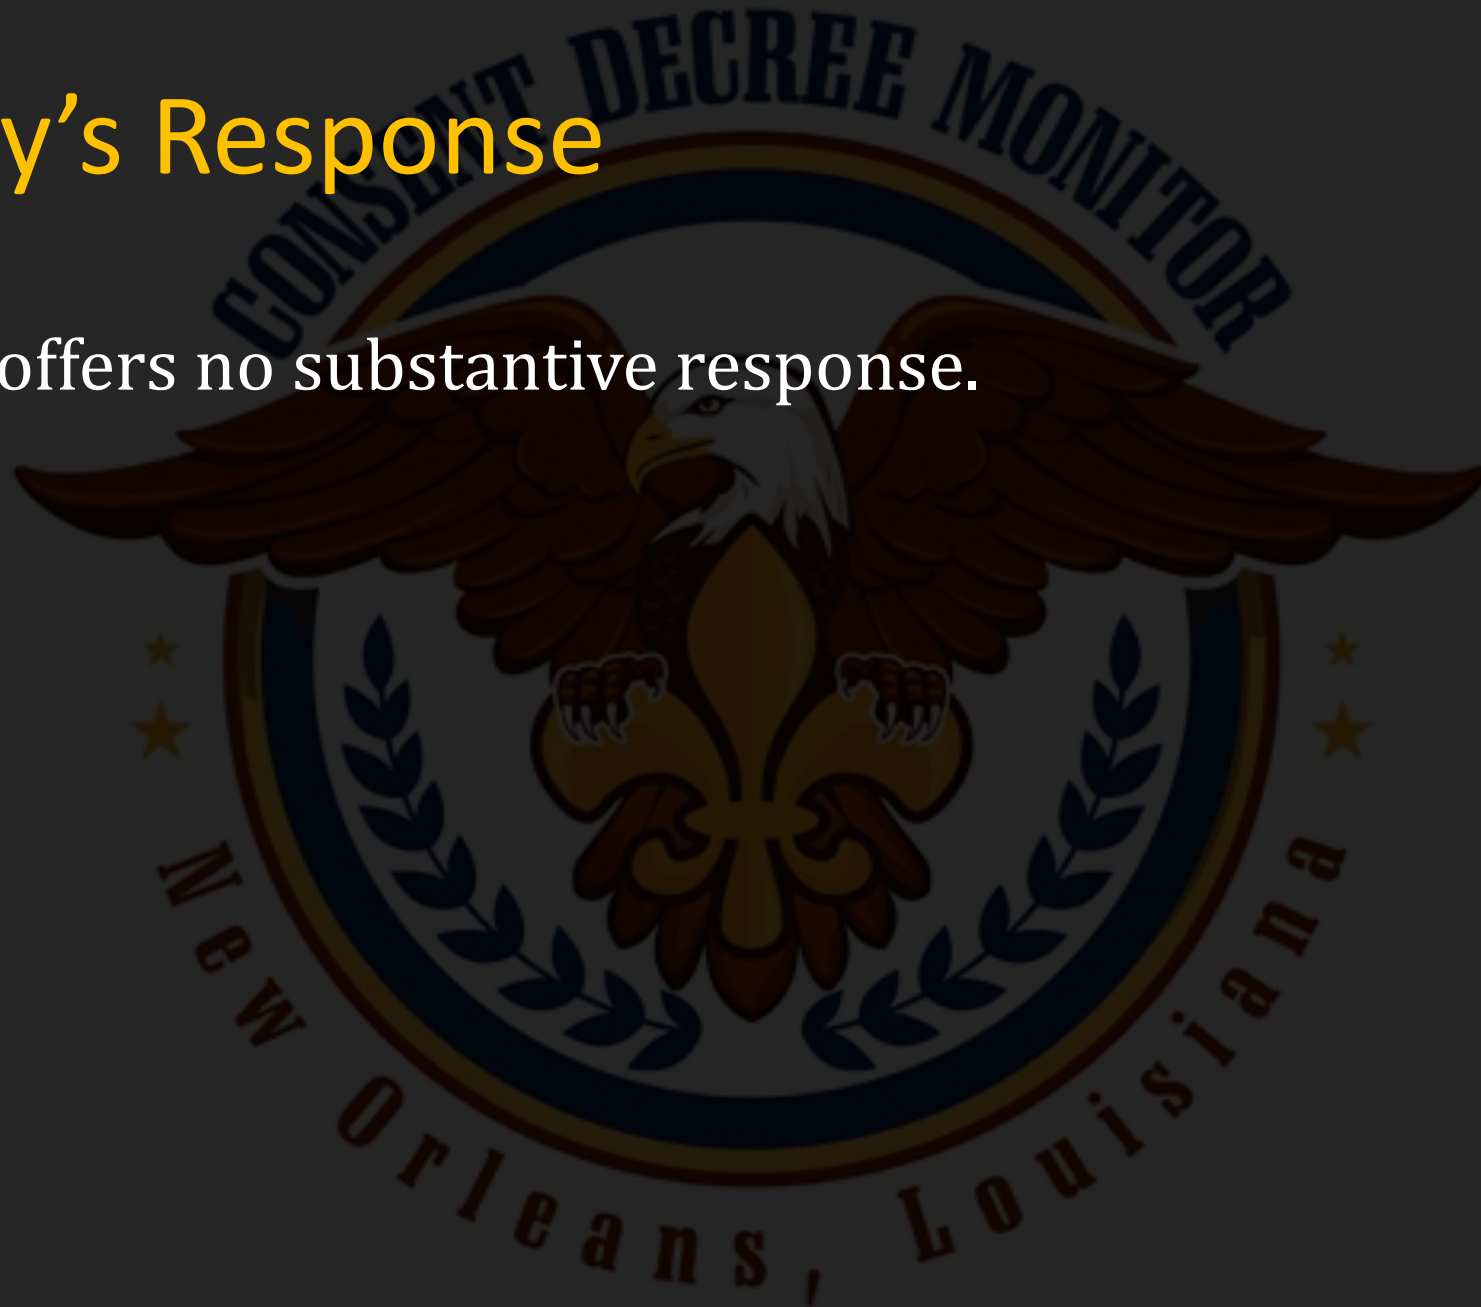 CONSENT DECREE MONITOR
y’s Response
offers no substantive response.
New Orleans, Louisiana